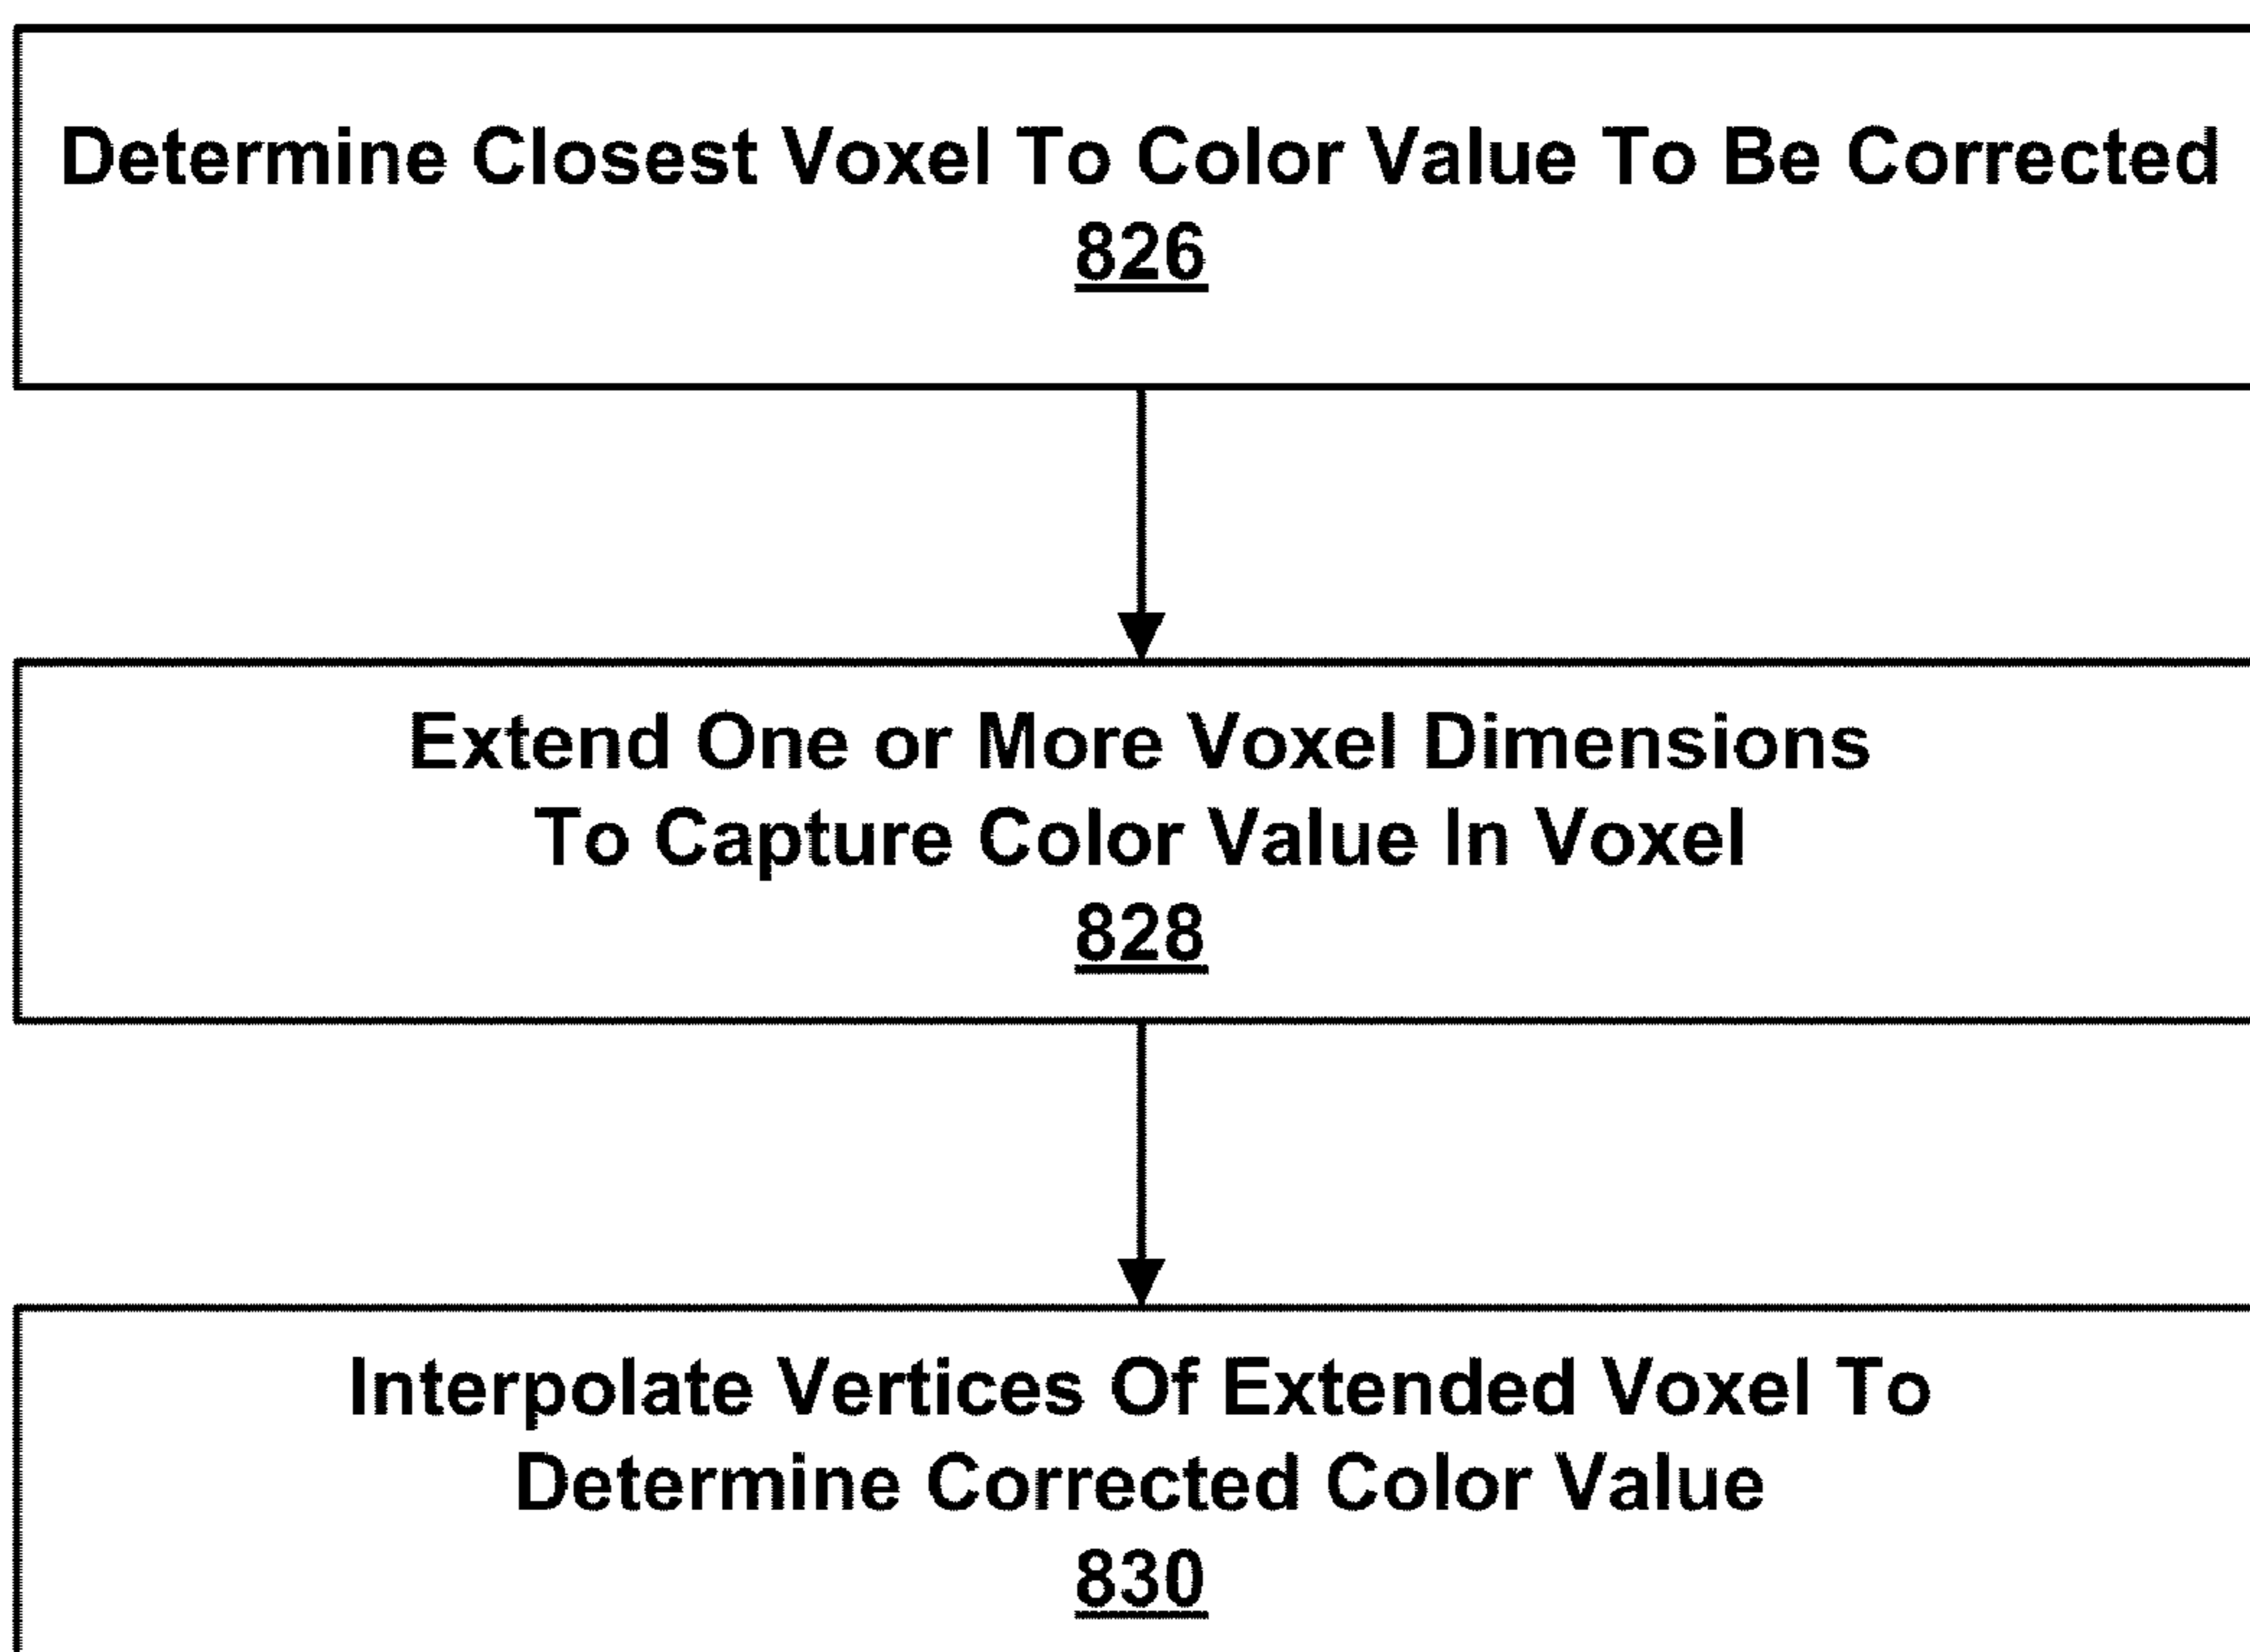 Determine Closest Voxel To Color Value To Be Corrected
826
Extend One or More Voxel Dimensions
To Capture Color Value In Voxel
828
Interpolate Vertices Of Extended Voxel To
Determine Corrected Color Value
830